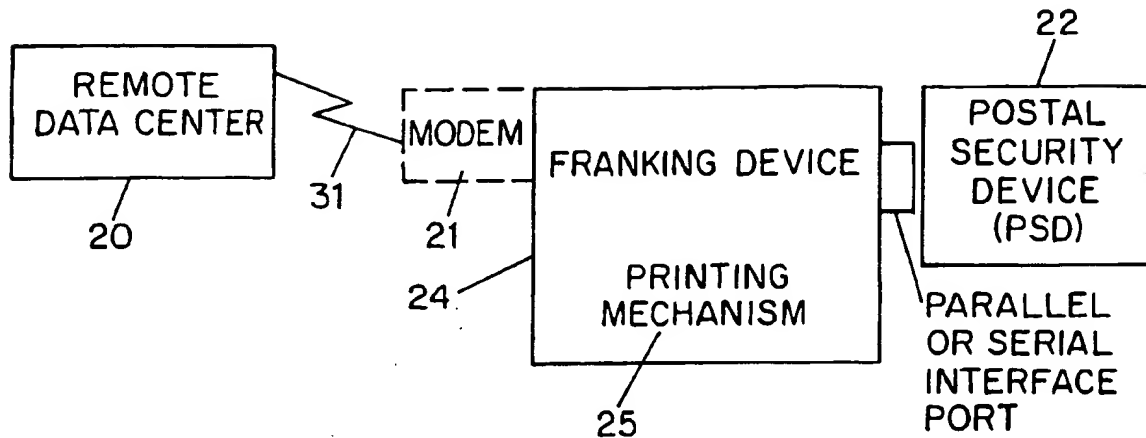 22
REMOTE
DATA CENTER
MODEM
FRANKING DEVICE
POSTAL
SECURITY
DEVICE
(PSD)
31
20
21
24
PRINTING
MECHANISM
25
PARALLEL
OR SERIAL
INTERFACE
PORT